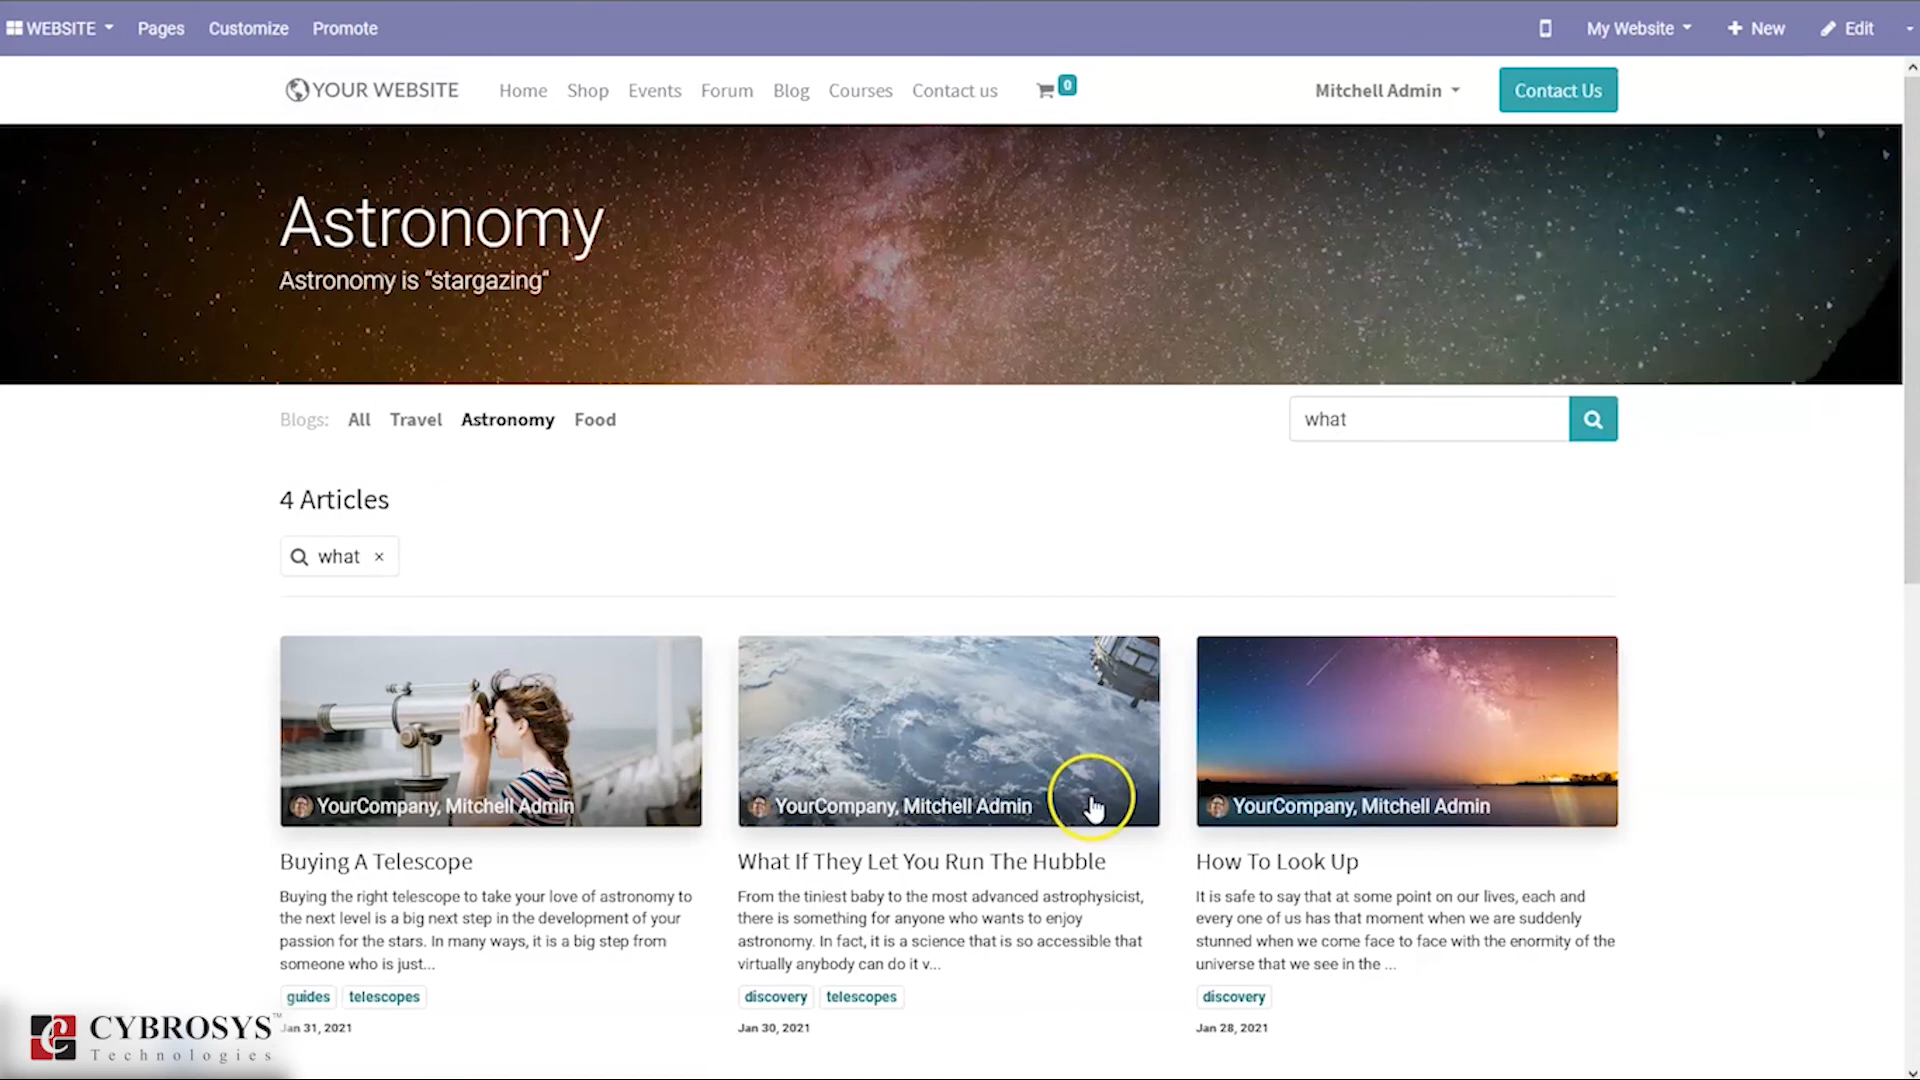 WEBSITE Pages Customize Promote My Website + New Edit
YOUR WEBSITE Home Shop Events Forum Blog Courses Contact us 0 Mitchell Admin Contact Us
Astronomy
Astronomy is “stargazing”
Blogs: All Travel Astronomy Food what
4 Articles
what ×
YourCompany, Mitchell Admin
YourCompany, Mitchell Admin
YourCompany, Mitchell Admin
Buying A Telescope
Buying the right telescope to take your love of astronomy to
the next level is a big next step in the development of your
passion for the stars. In many ways, it is a big step from
someone who is just...
guides telescopes
Jan 31, 2021
What If They Let You Run The Hubble
From the tiniest baby to the most advanced astrophysicist,
there is something for anyone who wants to enjoy
astronomy. In fact, it is a science that is so accessible that
virtually anybody can do it v...
discovery telescopes
Jan 30, 2021
How To Look Up
It is safe to say that at some point on our lives, each and
every one of us has that moment when we are suddenly
stunned when we come face to face with the enormity of the
universe that we see in the ...
discovery
Jan 28, 2021
CYBROSYS™
Technologies